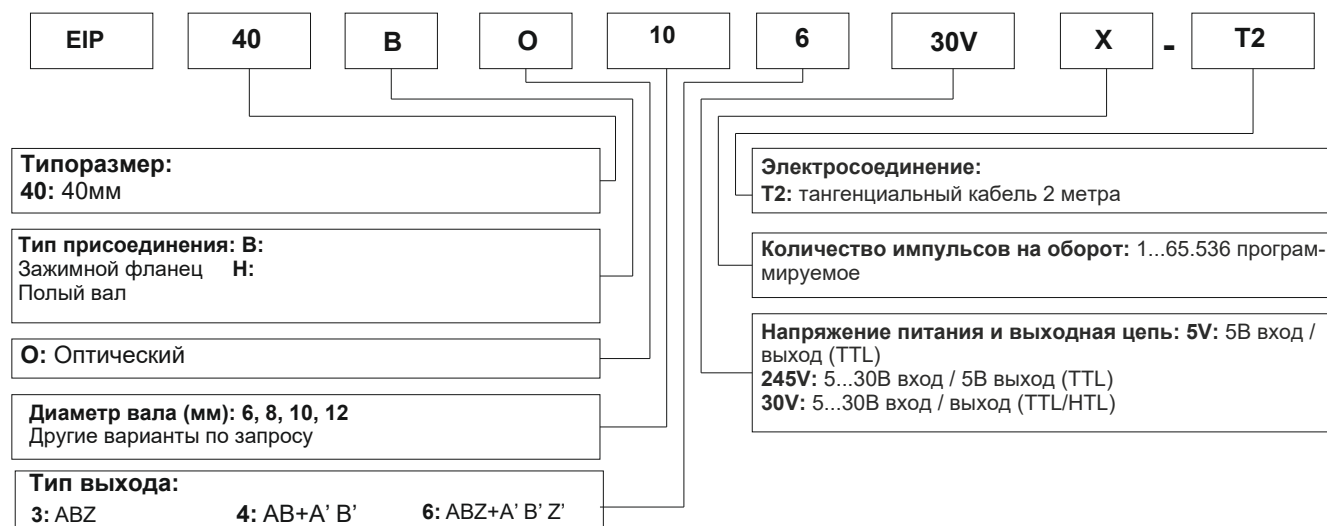 EIP 40 B O 10 6 30V X - T2
Типоразмер:
40: 40мм
Тип присоединения: B:
Зажимной фланец H:
Полый вал
O: Оптический
Диаметр вала (мм): 6, 8, 10, 12
Другие варианты по запросу
Тип выхода:
3: ABZ 4: AB+A’ B’ 6: ABZ+A’ B’ Z’
Электросоединение:
T2: тангенциальный кабель 2 метра
Количество импульсов на оборот: 1...65.536 програм-
мируемое
Напряжение питания и выходная цепь: 5V: 5В вход /
выход (TTL)
245V: 5...30В вход / 5В выход (TTL)
30V: 5...30В вход / выход (TTL/HTL)